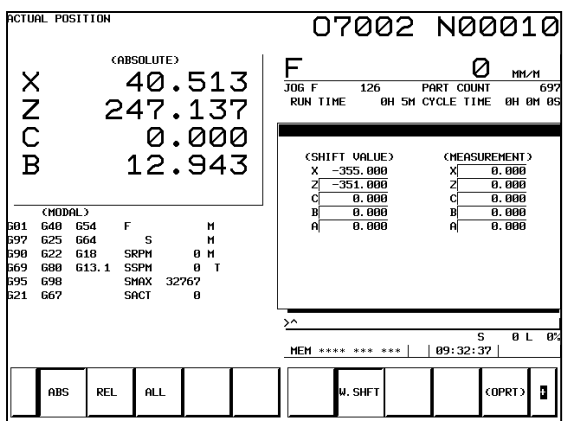 ACTUAL POSITION
O7002 N00010
(ABSOLUTE)
X 40.513
Z 247.137
C 0.000
B 12.943
F 0 MM/M
JOG F 126 PART COUNT 697
RUN TIME 0H 5M CYCLE TIME 0H 0M 0S
(SHIFT VALUE) (MEASUREMENT)
X -355.000 X 0.000
Z -351.000 Z 0.000
C 0.000 C 0.000
B 0.000 B 0.000
A 0.000 A 0.000
(MODAL)
G01 G40 G54 F M
G97 G25 G64 S M
G90 G22 G18 SRPM 0 M
G69 G80 G13.1 SSPM 0 T
G95 G98 SMAX 32767
G21 G67 SACT 0
>^
S 0 L 0%
MEM **** *** *** 09:32:37
ABS REL ALL W.SHFT (OPRT) +